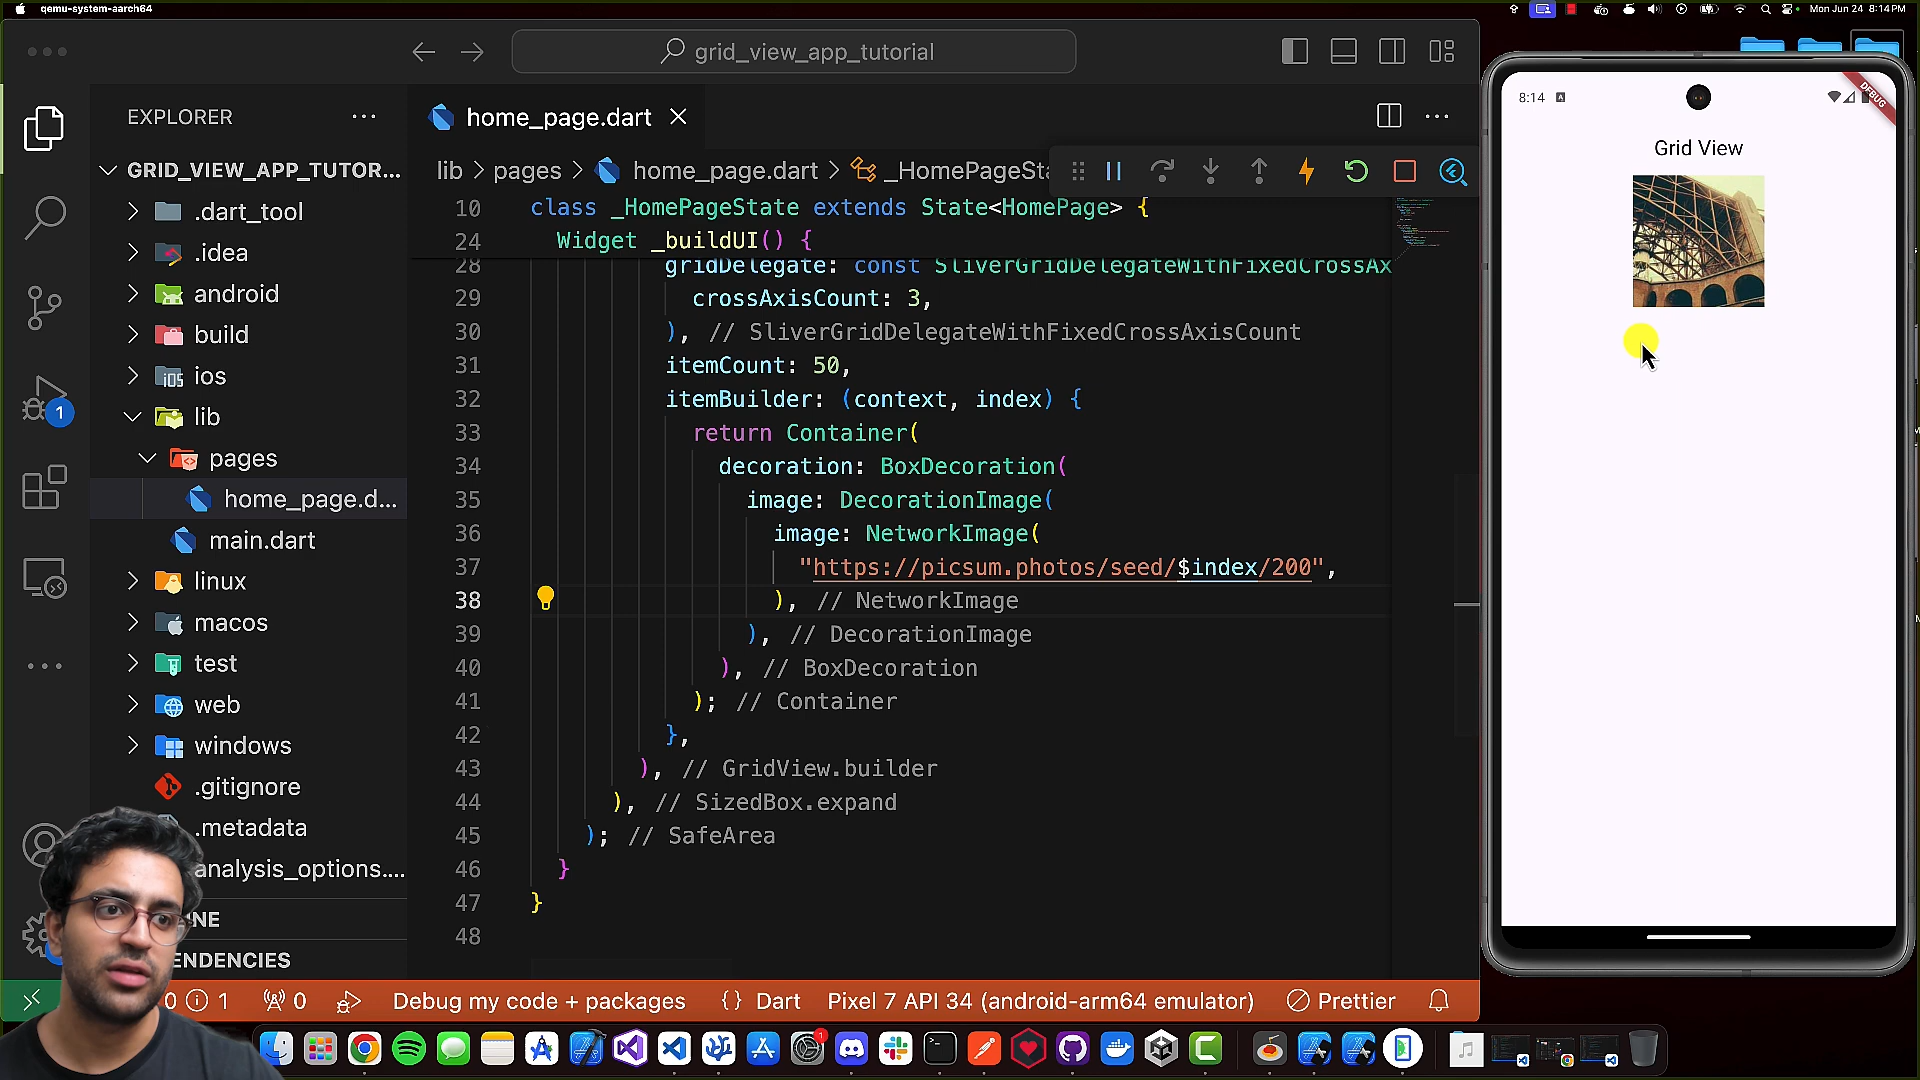 qemu-system-aarch64
Mon Jun 24 8:14 PM
grid_view_app_tutorial
EXPLORER
GRID_VIEW_APP_TUTOR...
.dart_tool
.idea
android
build
ios
lib
pages
home_page.d...
main.dart
linux
macos
test
web
windows
.gitignore
.metadata
analysis_options....
NE
ENDENCIES
1
home_page.dart
lib > pages > home_page.dart > _HomePageSta
10 class _HomePageState extends State<HomePage> {
24 Widget _buildUI() {
28 gridDelegate: const SliverGridDelegateWithFixedCrossAx
29 crossAxisCount: 3,
30 ), // SliverGridDelegateWithFixedCrossAxisCount
31 itemCount: 50,
32 itemBuilder: (context, index) {
33 return Container(
34 decoration: BoxDecoration(
35 image: DecorationImage(
36 image: NetworkImage(
37 "https://picsum.photos/seed/$index/200",
38 ), // NetworkImage
39 ), // DecorationImage
40 ), // BoxDecoration
41 ); // Container
42 },
43 ), // GridView.builder
44 ), // SizedBox.expand
45 ); // SafeArea
46 }
47 }
48
0 1 0 Debug my code + packages {} Dart Pixel 7 API 34 (android-arm64 emulator) Prettier
8:14
DEBUG
Grid View